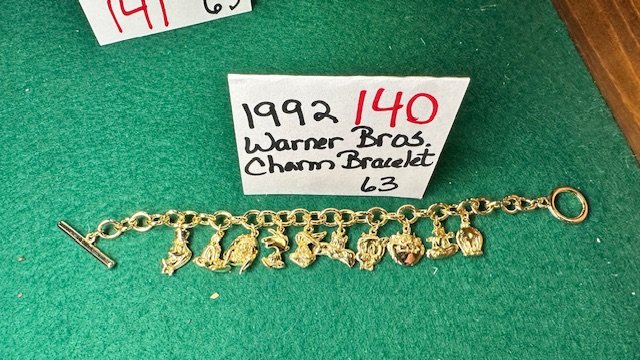 141 63
1992 140
Warner Bros.
Charm Bracelet
63